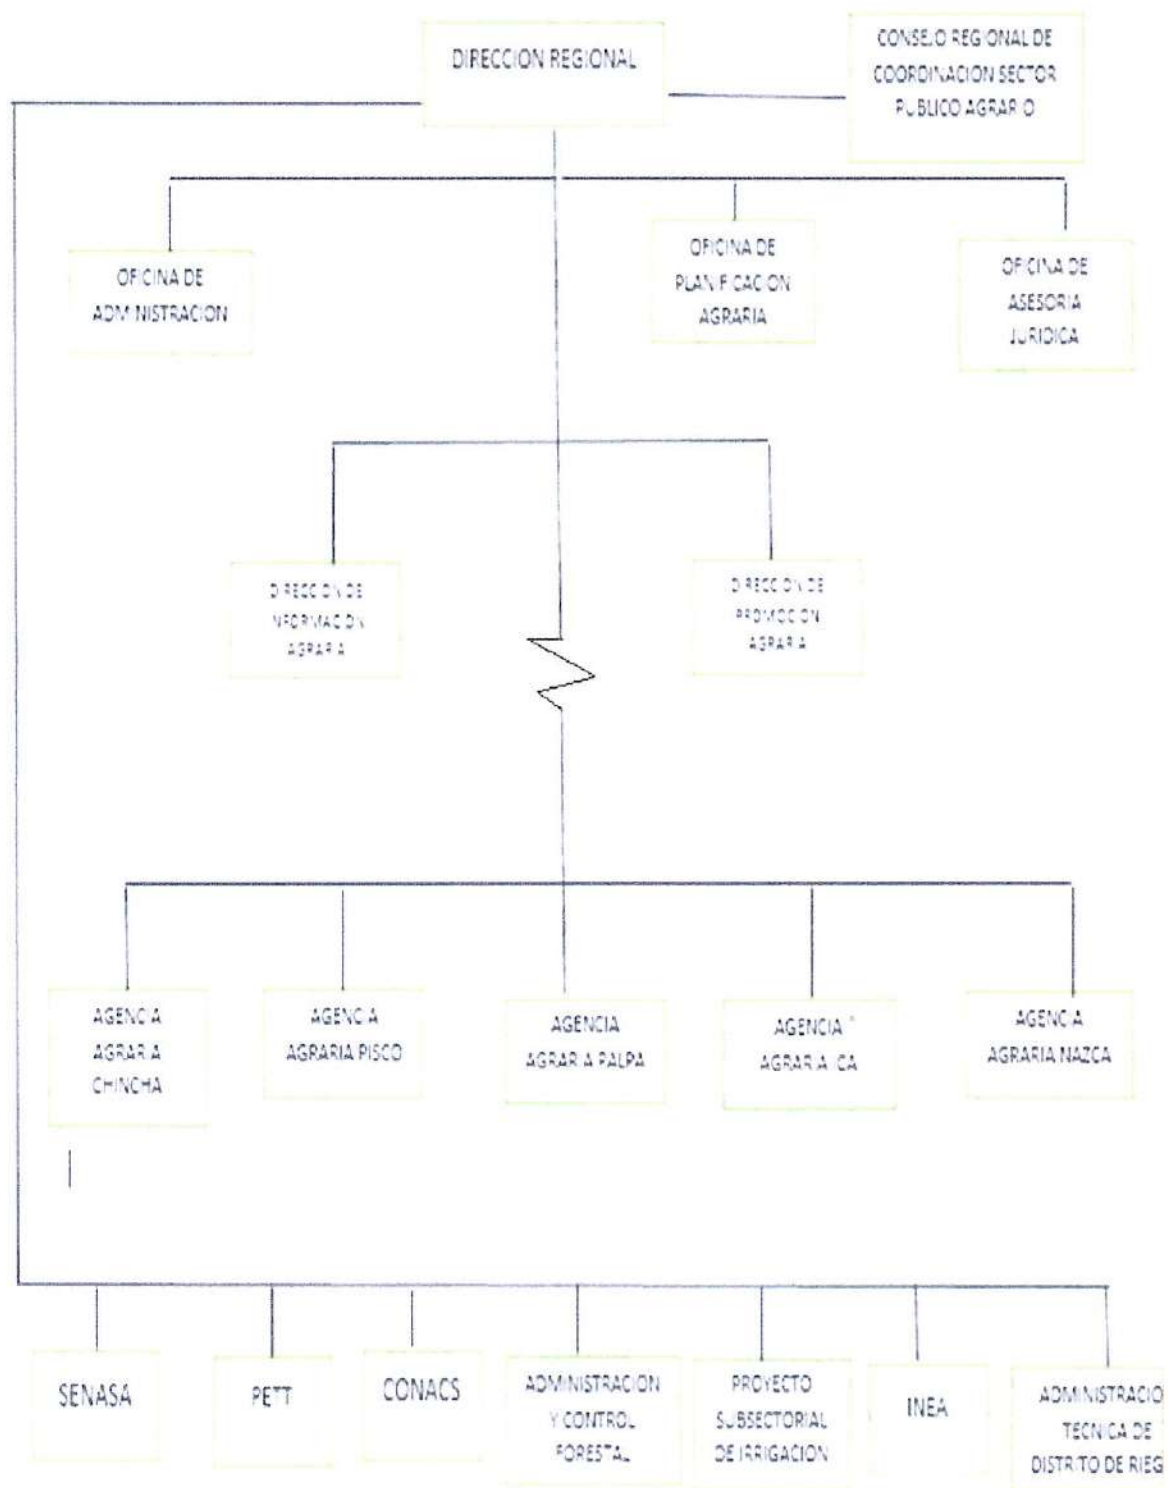 DIRECCION REGIONAL
CONSEJO REGIONAL DE
COORDINACION SECTOR
PUBLICO AGRARIO
OFICINA DE
ADMINISTRACION
OFICINA DE
PLANIFICACION
AGRARIA
OFICINA DE
ASESORIA
JURIDICA
DIRECCION DE
INFORMACION
AGRARIA
DIRECCION DE
PROMOCION
AGRARIA
AGENCIA
AGRARIA
CHINCHA
AGENCIA
AGRARIA PISCO
AGENCIA
AGRARIA PALPA
AGENCIA
AGRARIA ICA
AGENCIA
AGRARIA NAZCA
SENASA
PETT
CONACS
ADMINISTRACION
Y CONTROL
FORESTAL
PROYECTO
SUBSECTORIAL
DE IRRIGACION
INEA
ADMINISTRACIO
TECNICA DE
DISTRITO DE RIEG